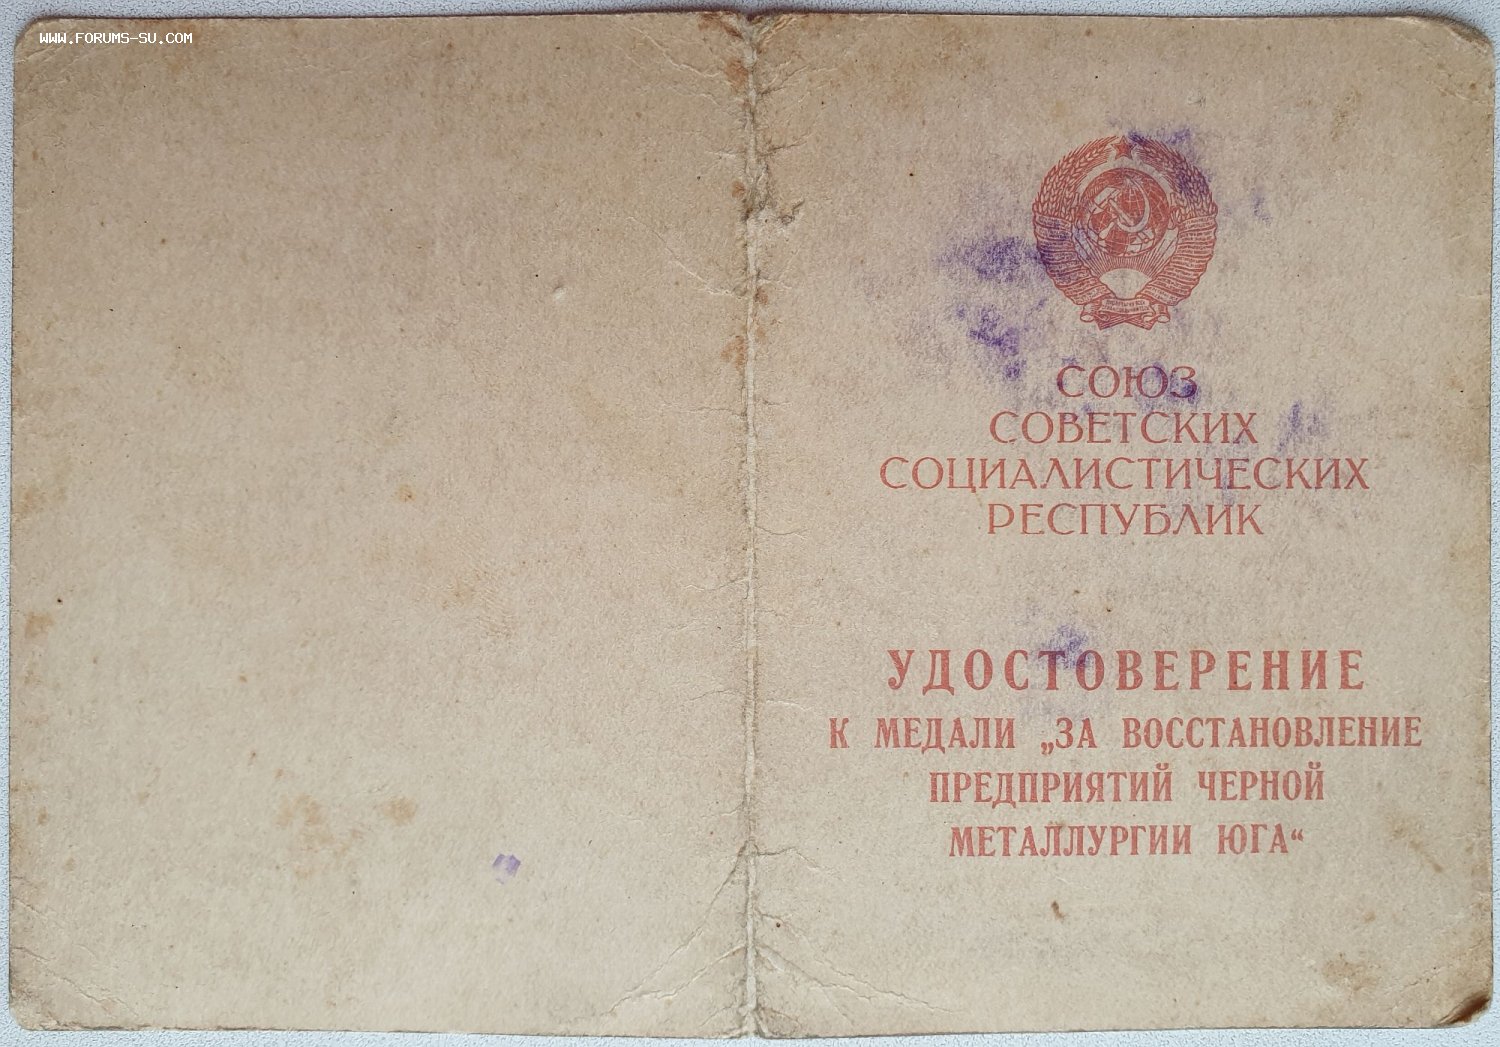 WWW.FORUMS-SU.COM
СОЮЗ
СОВЕТСКИХ
СОЦИАЛИСТИЧЕСКИХ
РЕСПУБЛИК
УДОСТОВЕРЕНИЕ
К МЕДАЛИ „ЗА ВОССТАНОВЛЕНИЕ
ПРЕДПРИЯТИЙ ЧЕРНОЙ
МЕТАЛЛУРГИИ ЮГА“